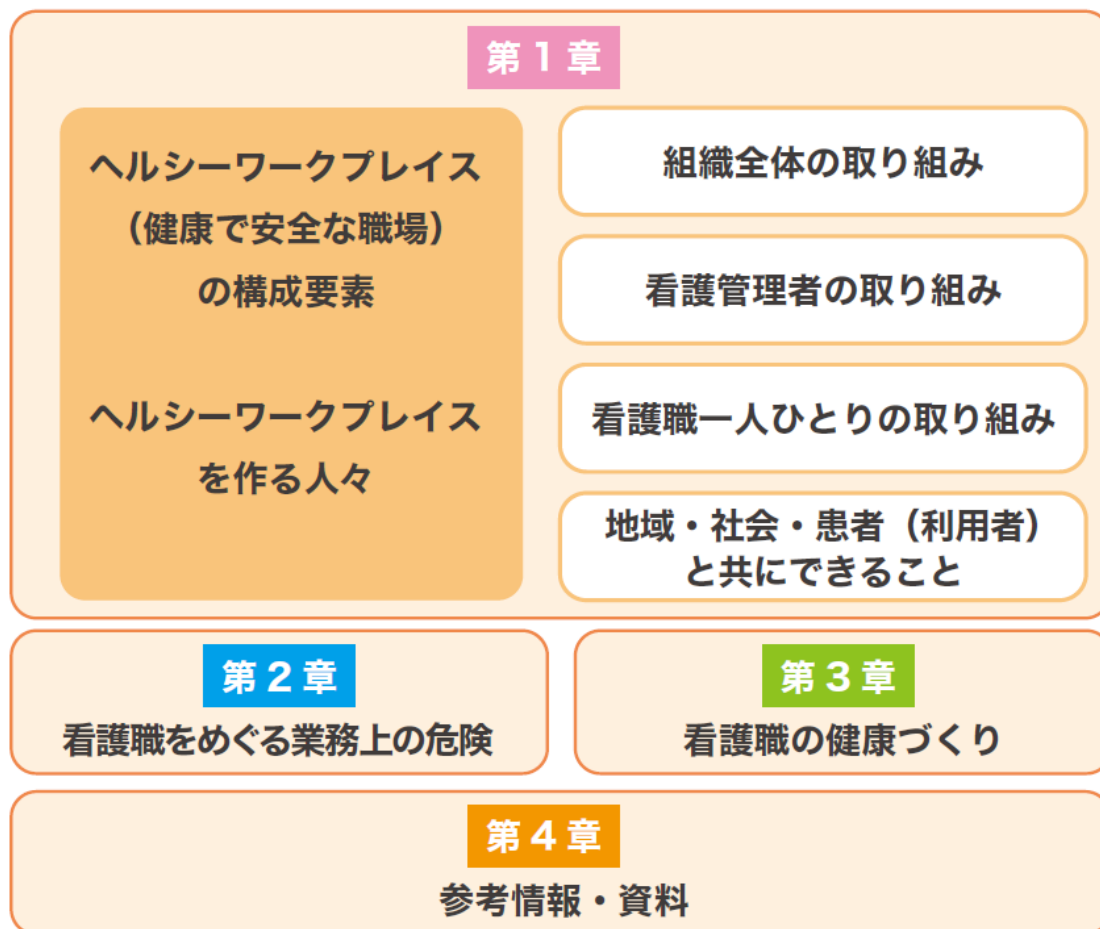 第1章
ヘルシーワークプレイス
（健康で安全な職場）
の構成要素
ヘルシーワークプレイス
を作る人々
組織全体の取り組み
看護管理者の取り組み
看護職一人ひとりの取り組み
地域・社会・患者（利用者）
と共にできること
第2章
看護職をめぐる業務上の危険
第3章
看護職の健康づくり
第4章
参考情報・資料